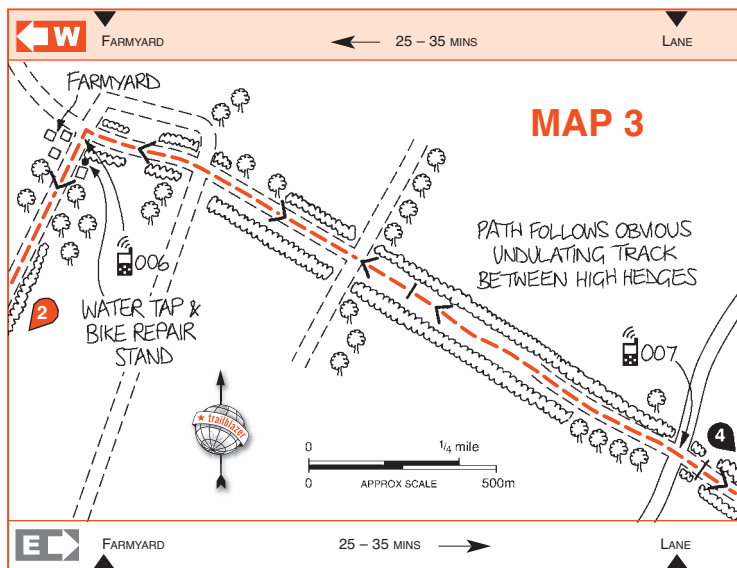 W FARMYARD 25 – 35 MINS LANE
FARMYARD
MAP 3
PATH FOLLOWS OBVIOUS
UNDULATING TRACK
BETWEEN HIGH HEDGES
006
2
WATER TAP &
BIKE REPAIR
STAND
007
trailblazer
4
0 1/4 mile
0 APPROX SCALE 500m
E FARMYARD 25 – 35 MINS LANE